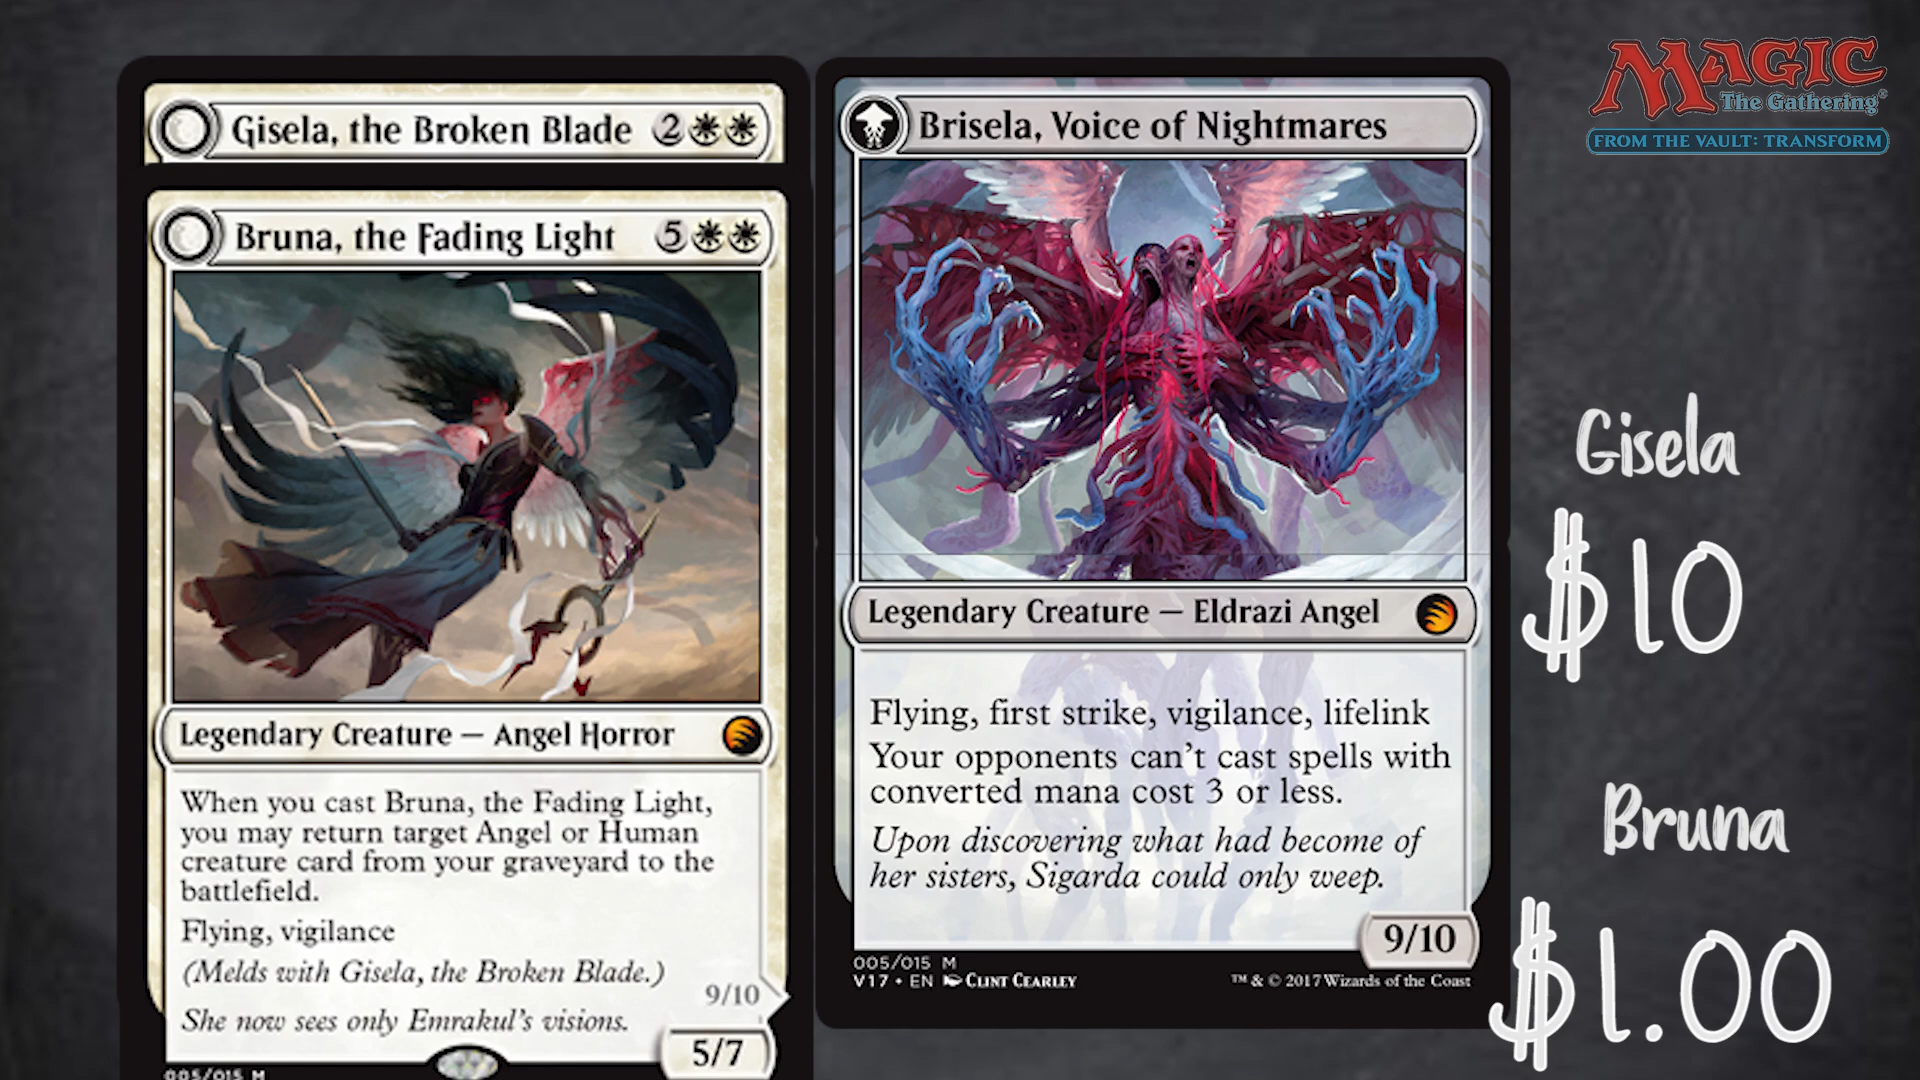 Gisela, the Broken Blade 2
Bruna, the Fading Light 5
Legendary Creature — Angel Horror
When you cast Bruna, the Fading Light,
you may return target Angel or Human
creature card from your graveyard to the
battlefield.
Flying, vigilance
(Melds with Gisela, the Broken Blade.)
9/10
She now sees only Emrakul's visions.
5/7
005/015 M
Brisela, Voice of Nightmares
Legendary Creature — Eldrazi Angel
Flying, first strike, vigilance, lifelink
Your opponents can't cast spells with
converted mana cost 3 or less.
Upon discovering what had become of
her sisters, Sigarda could only weep.
9/10
005/015 M
V17 • EN CLINT CEARLEY
™ & © 2017 Wizards of the Coast
MAGIC
The Gathering®
FROM THE VAULT: TRANSFORM
Gisela
$10
Bruna
$1.00